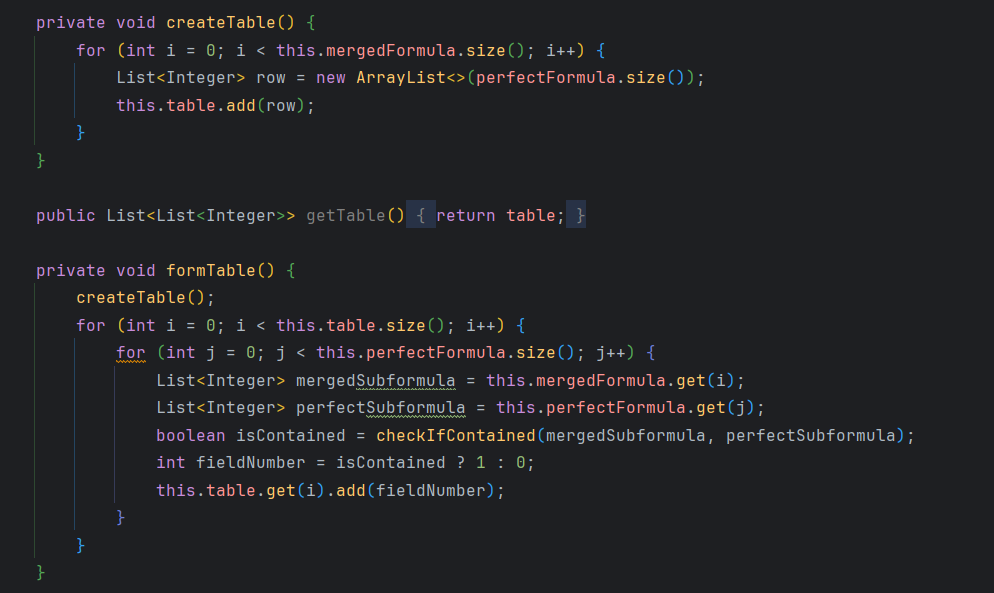 private void createTable() {
    for (int i = 0; i < this.mergedFormula.size(); i++) {
        List<Integer> row = new ArrayList<>(perfectFormula.size());
        this.table.add(row);
    }
}

public List<List<Integer>> getTable() { return table; }

private void formTable() {
    createTable();
    for (int i = 0; i < this.table.size(); i++) {
        for (int j = 0; j < this.perfectFormula.size(); j++) {
            List<Integer> mergedSubformula = this.mergedFormula.get(i);
            List<Integer> perfectSubformula = this.perfectFormula.get(j);
            boolean isContained = checkIfContained(mergedSubformula, perfectSubformula);
            int fieldNumber = isContained ? 1 : 0;
            this.table.get(i).add(fieldNumber);
        }
    }
}